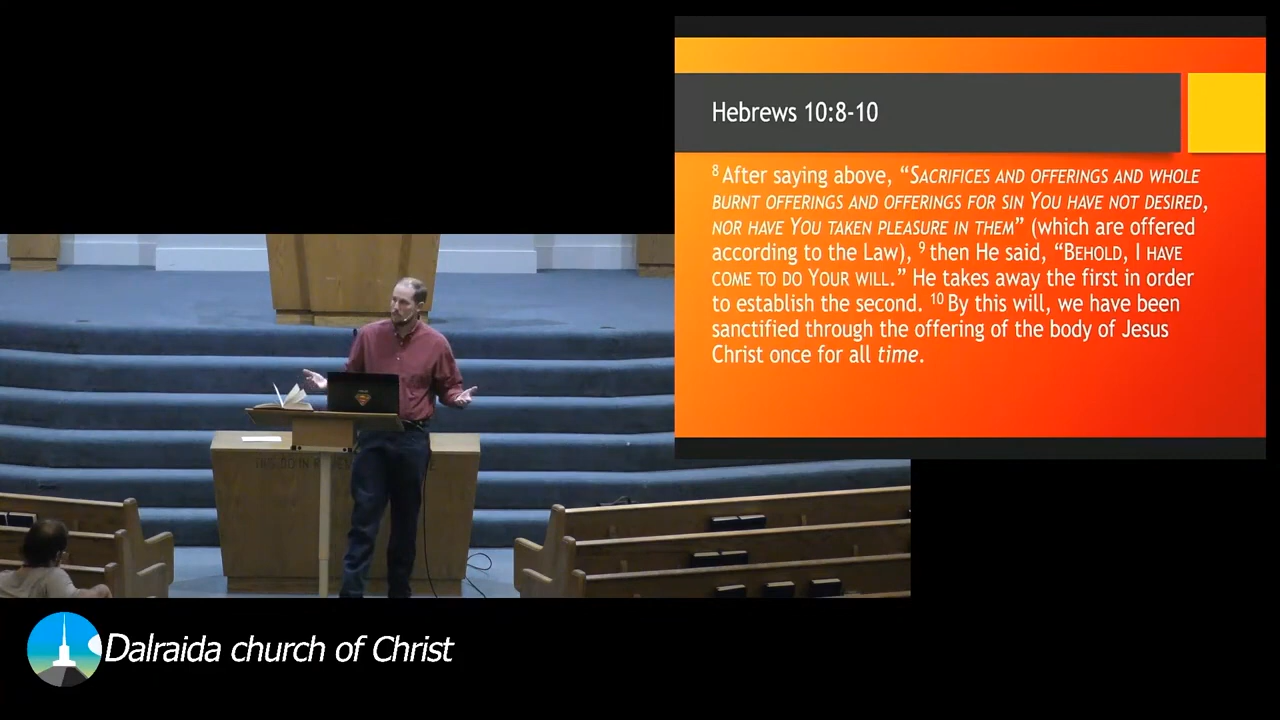 Hebrews 10:8-10
8 After saying above, “SACRIFICES AND OFFERINGS AND WHOLE
BURNT OFFERINGS AND OFFERINGS FOR SIN YOU HAVE NOT DESIRED,
NOR HAVE YOU TAKEN PLEASURE IN THEM” (which are offered
according to the Law), 9 then He said, “BEHOLD, I HAVE
COME TO DO YOUR WILL.” He takes away the first in order
to establish the second. 10 By this will, we have been
sanctified through the offering of the body of Jesus
Christ once for all time.
Dalraida church of Christ